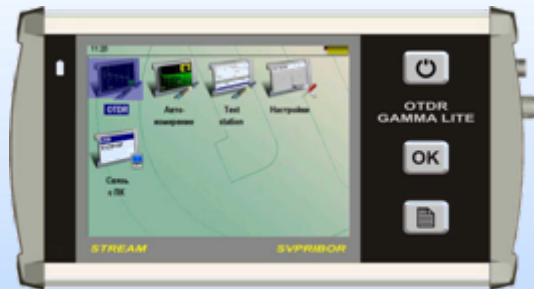 11:20
OTDR
Авто-
измерение
Test
station
Настройки
Связь
с ПК
OTDR
GAMMA LITE
OK
STREAM
SVPRIBOR